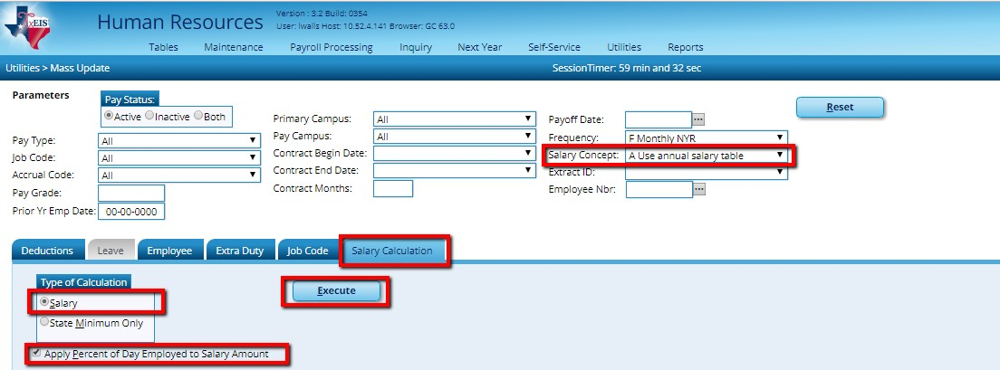 xEIS
Human Resources
Version : 3.2 Build: 0354
User: lwalls Host: 10.52.4.141 Browser: GC 63.0
Tables Maintenance Payroll Processing Inquiry Next Year Self-Service Utilities Reports
Utilities > Mass Update
SessionTimer: 59 min and 32 sec
Parameters
Pay Status:
Active Inactive Both
Pay Type: All
Job Code: All
Accrual Code: All
Pay Grade:
Prior Yr Emp Date: 00-00-0000
Primary Campus: All
Pay Campus: All
Contract Begin Date:
Contract End Date:
Contract Months:
Payoff Date: ...
Frequency: F Monthly NYR
Salary Concept: A Use annual salary table
Extract ID:
Employee Nbr: ...
Reset
Deductions Leave Employee Extra Duty Job Code Salary Calculation
Type of Calculation
Salary
State Minimum Only
Execute
Apply Percent of Day Employed to Salary Amount